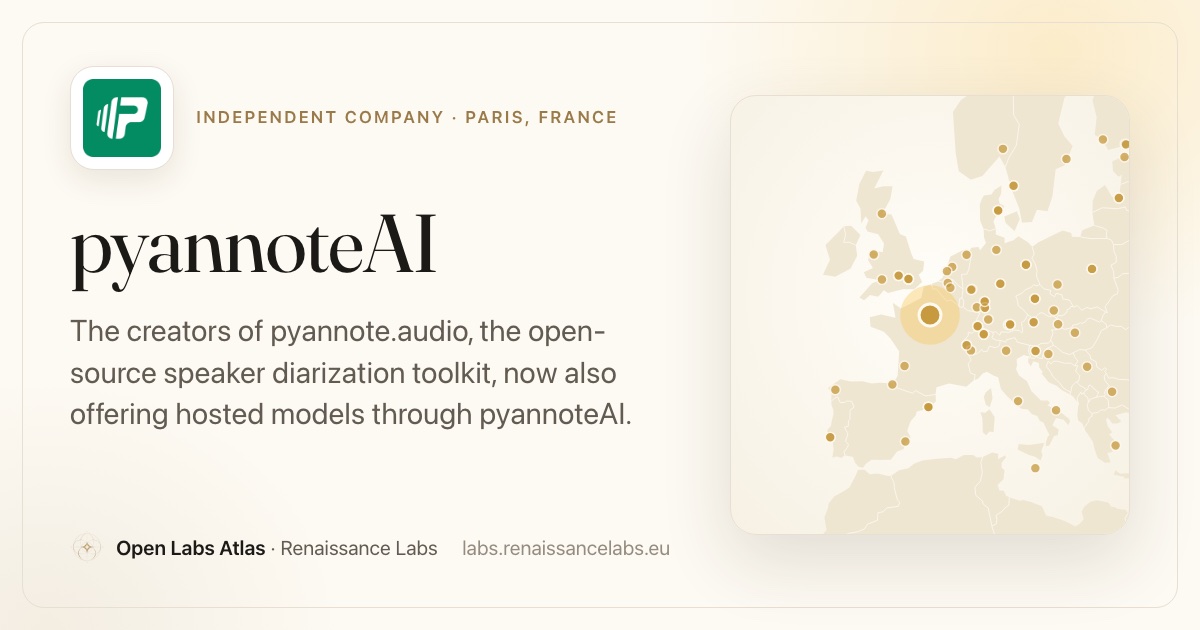 INDEPENDENT COMPANY · PARIS, FRANCE
pyannoteAI
The creators of pyannote.audio, the open-
source speaker diarization toolkit, now also
offering hosted models through pyannoteAI.
Open Labs Atlas · Renaissance Labs labs.renaissancelabs.eu